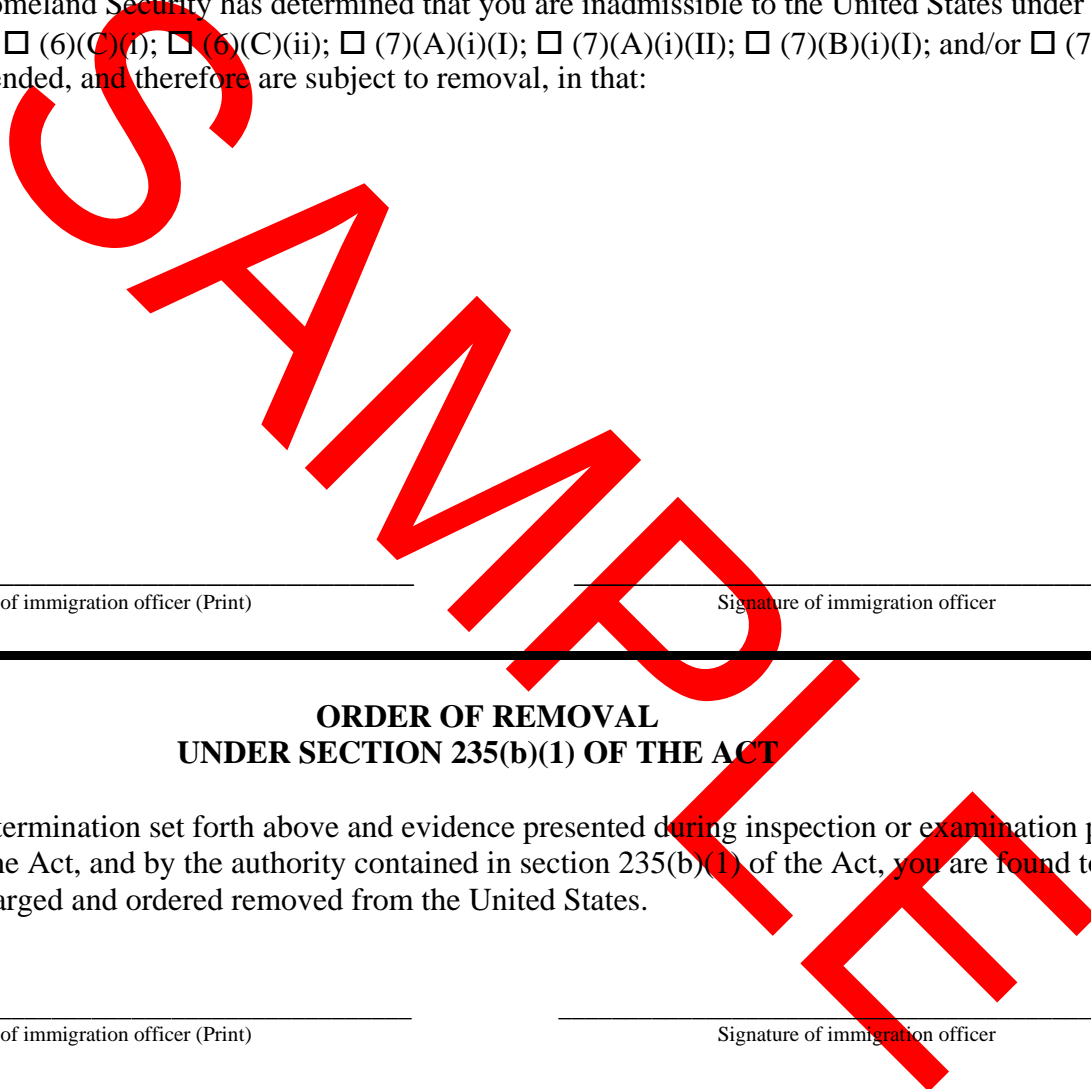 omeland Security has determined that you are inadmissible to the United States under
☐ (6)(C)(i); ☐ (6)(C)(ii); ☐ (7)(A)(i)(I); ☐ (7)(A)(i)(II); ☐ (7)(B)(i)(I); and/or ☐ (7
ended, and therefore are subject to removal, in that:
SAMPLE
of immigration officer (Print) Signature of immigration officer
ORDER OF REMOVAL
UNDER SECTION 235(b)(1) OF THE ACT
termination set forth above and evidence presented during inspection or examination p
he Act, and by the authority contained in section 235(b)(1) of the Act, you are found to
arged and ordered removed from the United States.
of immigration officer (Print) Signature of immigration officer